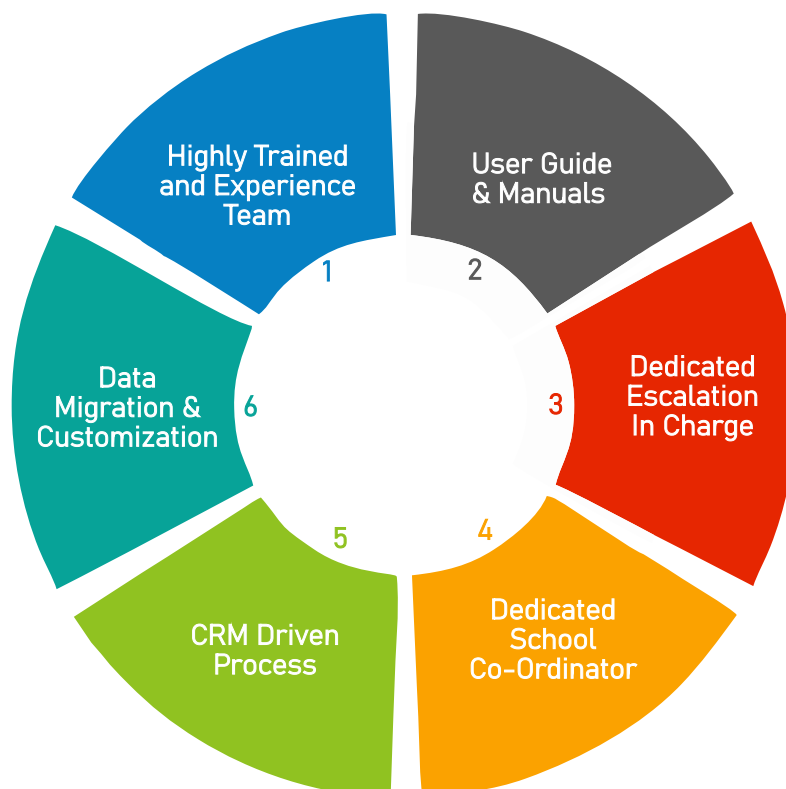 Highly Trained
and Experience
Team
1
User Guide
& Manuals
2
Dedicated
Escalation
In Charge
3
Dedicated
School
Co-Ordinator
4
CRM Driven
Process
5
Data
Migration &
Customization
6